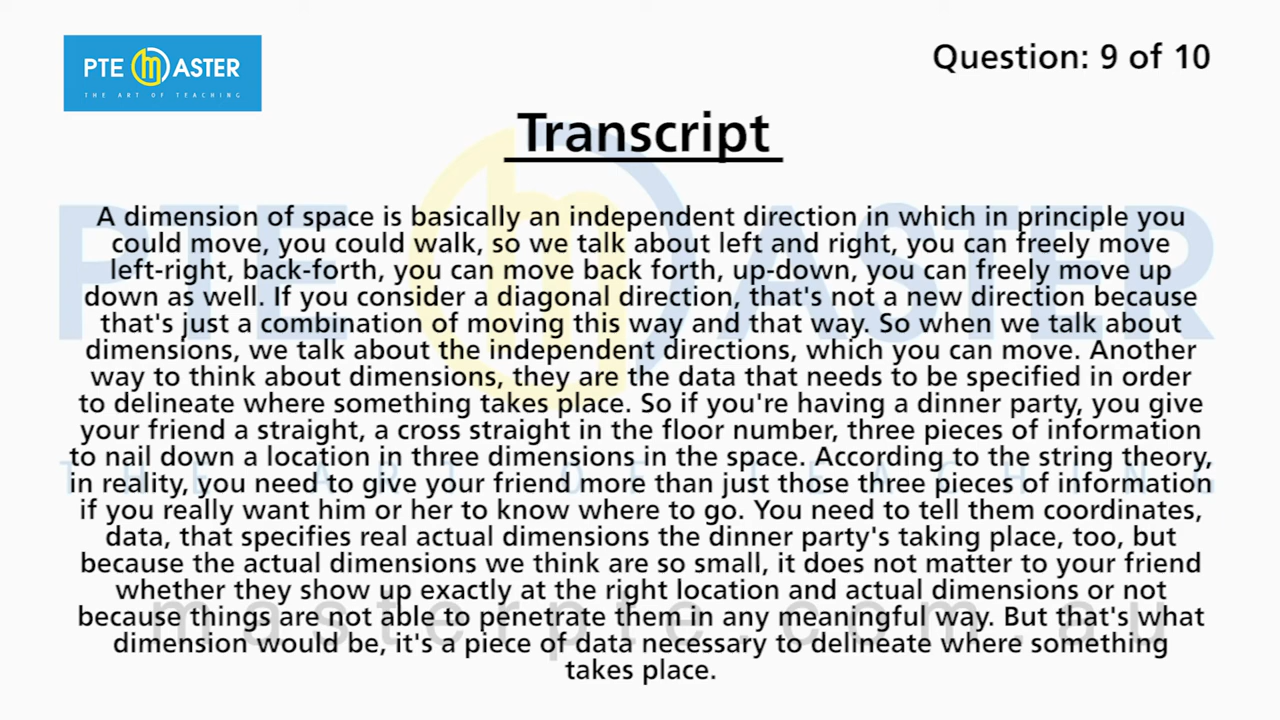 PTE MASTER
THE ART OF TEACHING
Question: 9 of 10
Transcript
A dimension of space is basically an independent direction in which in principle you
could move, you could walk, so we talk about left and right, you can freely move
left-right, back-forth, you can move back forth, up-down, you can freely move up
down as well. If you consider a diagonal direction, that's not a new direction because
that's just a combination of moving this way and that way. So when we talk about
dimensions, we talk about the independent directions, which you can move. Another
way to think about dimensions, they are the data that needs to be specified in order
to delineate where something takes place. So if you're having a dinner party, you give
your friend a straight, a cross straight in the floor number, three pieces of information
to nail down a location in three dimensions in the space. According to the string theory,
in reality, you need to give your friend more than just those three pieces of information
if you really want him or her to know where to go. You need to tell them coordinates,
data, that specifies real actual dimensions the dinner party's taking place, too, but
because the actual dimensions we think are so small, it does not matter to your friend
whether they show up exactly at the right location and actual dimensions or not
because things are not able to penetrate them in any meaningful way. But that's what
dimension would be, it's a piece of data necessary to delineate where something
takes place.
PTE MASTER
THE ART OF TEACHING
masterpte.com.au